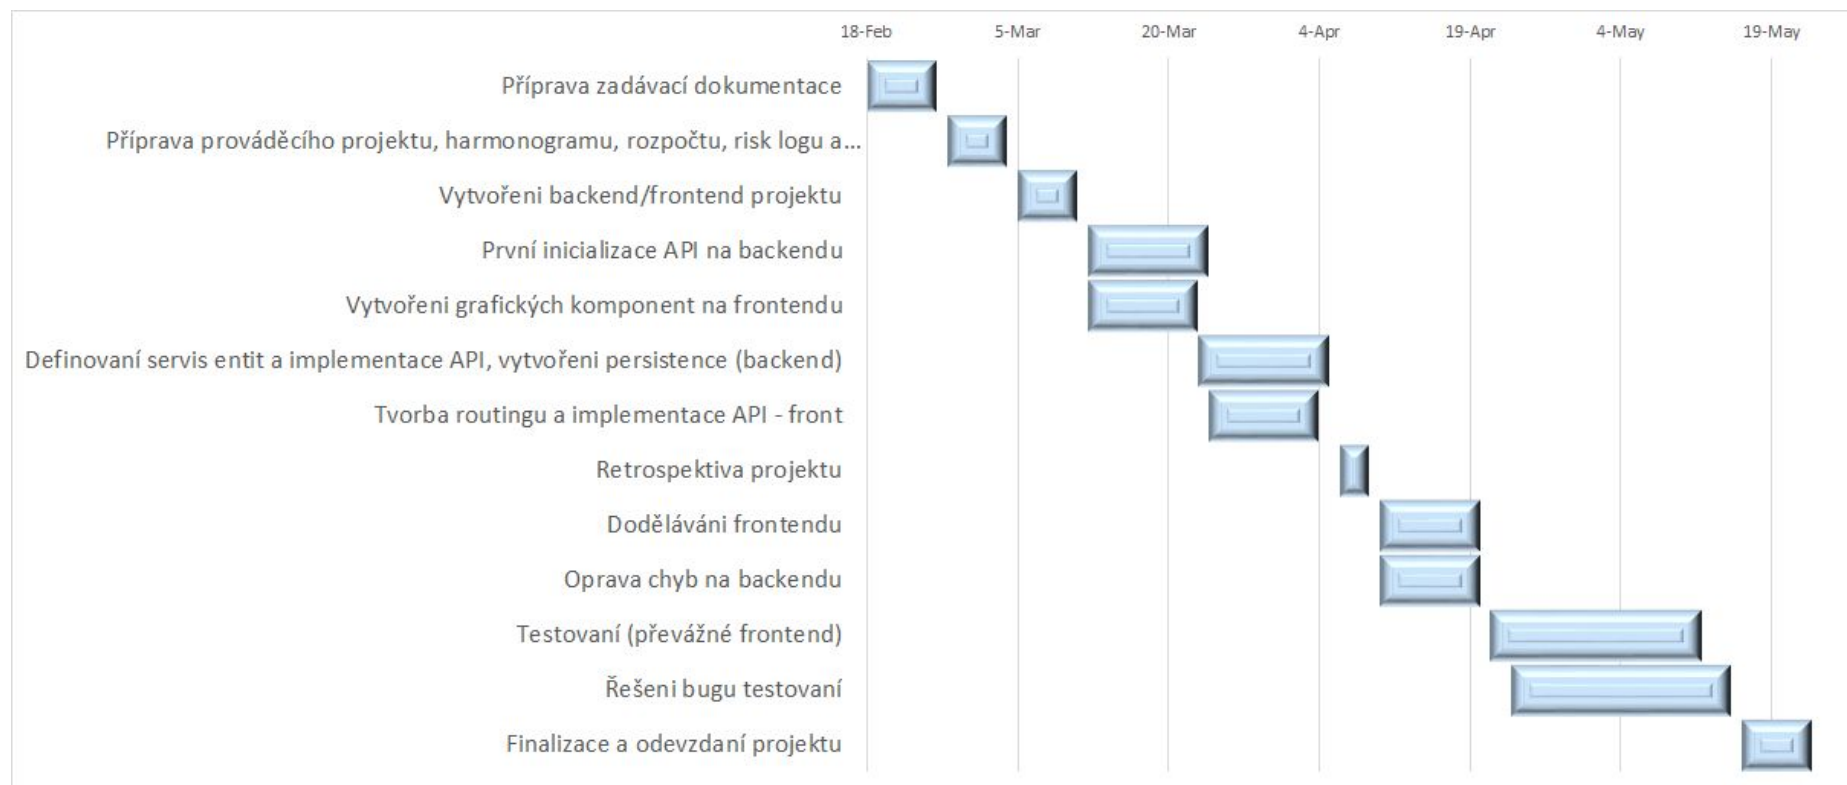 18-Feb 5-Mar 20-Mar 4-Apr 19-Apr 4-May 19-May
Příprava zadávací dokumentace
Příprava prováděcího projektu, harmonogramu, rozpočtu, risk logu a...
Vytvořeni backend/frontend projektu
První inicializace API na backendu
Vytvořeni grafických komponent na frontendu
Definovaní servis entit a implementace API, vytvořeni persistence (backend)
Tvorba routingu a implementace API - front
Retrospektiva projektu
Doděláváni frontendu
Oprava chyb na backendu
Testovaní (převážné frontend)
Řešeni bugu testovaní
Finalizace a odevzdaní projektu